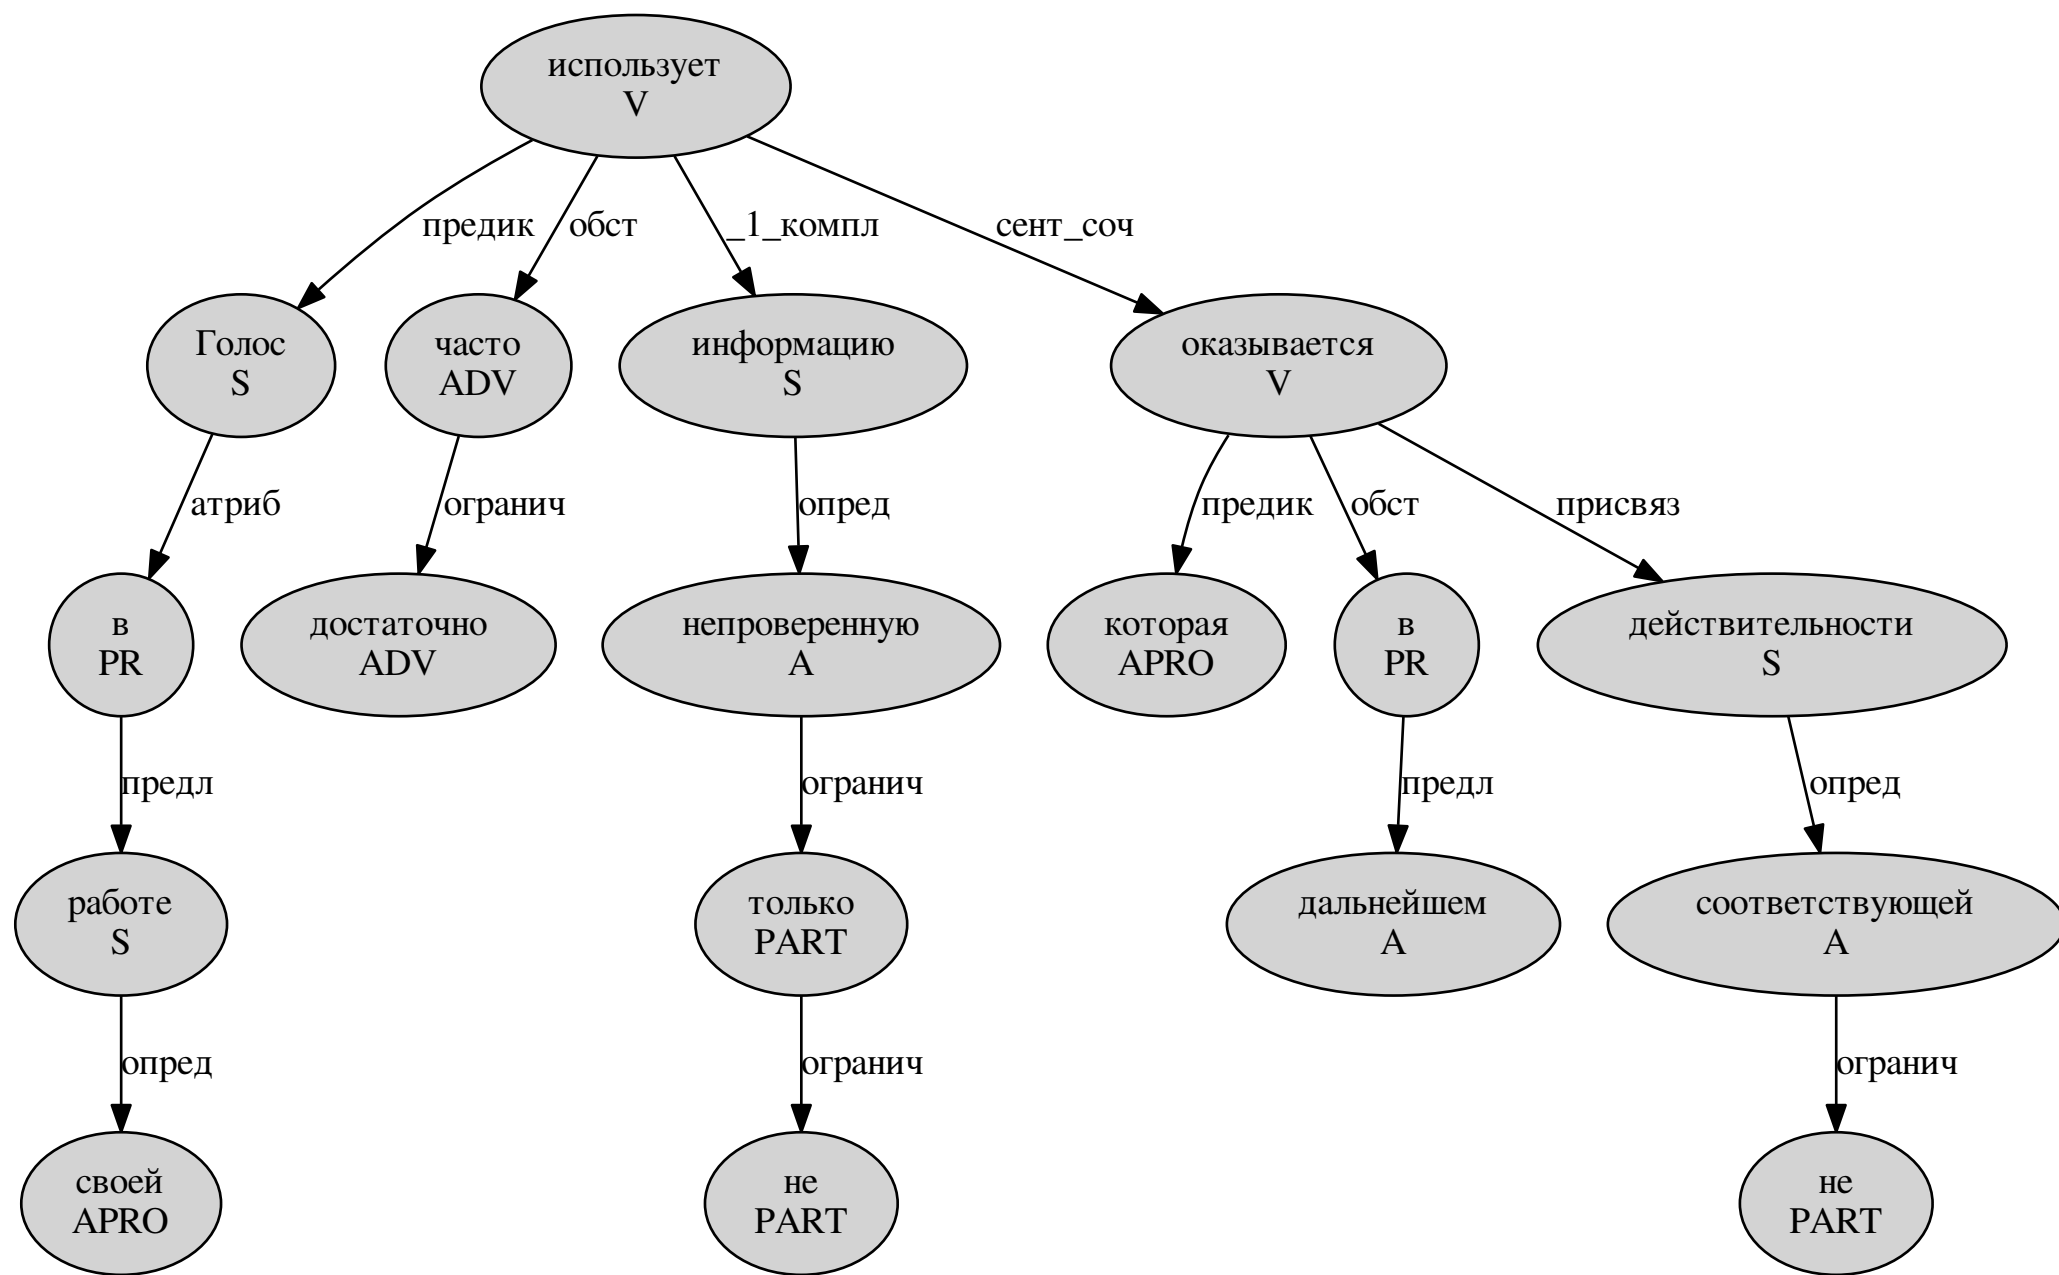 использует
V
предик
обст
_1_компл
сент_соч
Голос
S
часто
ADV
информацию
S
оказывается
V
атриб
огранич
опред
предик
обст
присвяз
в
PR
достаточно
ADV
непроверенную
A
которая
APRO
в
PR
действительности
S
предл
огранич
предл
опред
работе
S
только
PART
дальнейшем
A
соответствующей
A
опред
огранич
огранич
своей
APRO
не
PART
не
PART